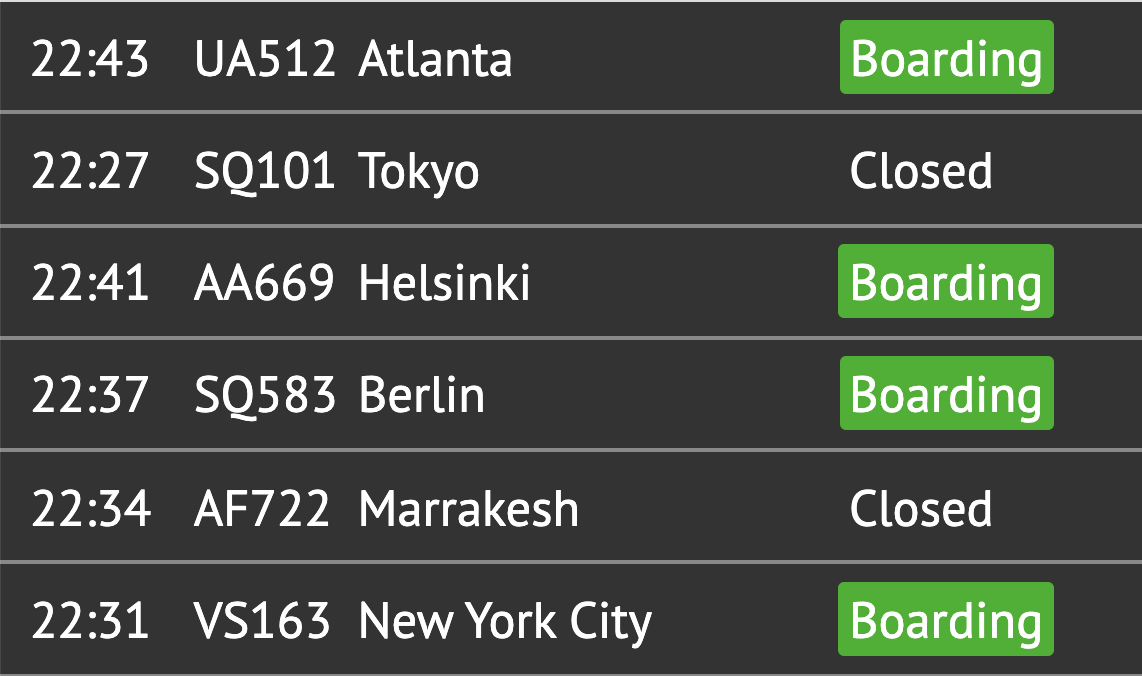 22:43 UA512 Atlanta Boarding
22:27 SQ101 Tokyo Closed
22:41 AA669 Helsinki Boarding
22:37 SQ583 Berlin Boarding
22:34 AF722 Marrakesh Closed
22:31 VS163 New York City Boarding